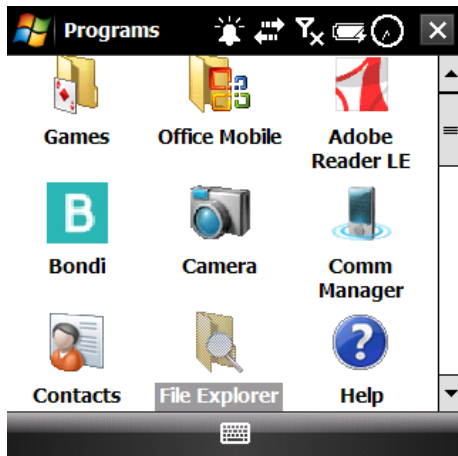 Programs
Games
Office Mobile
Adobe
Reader LE
B
Bondi
Camera
Comm
Manager
Contacts
File Explorer
Help